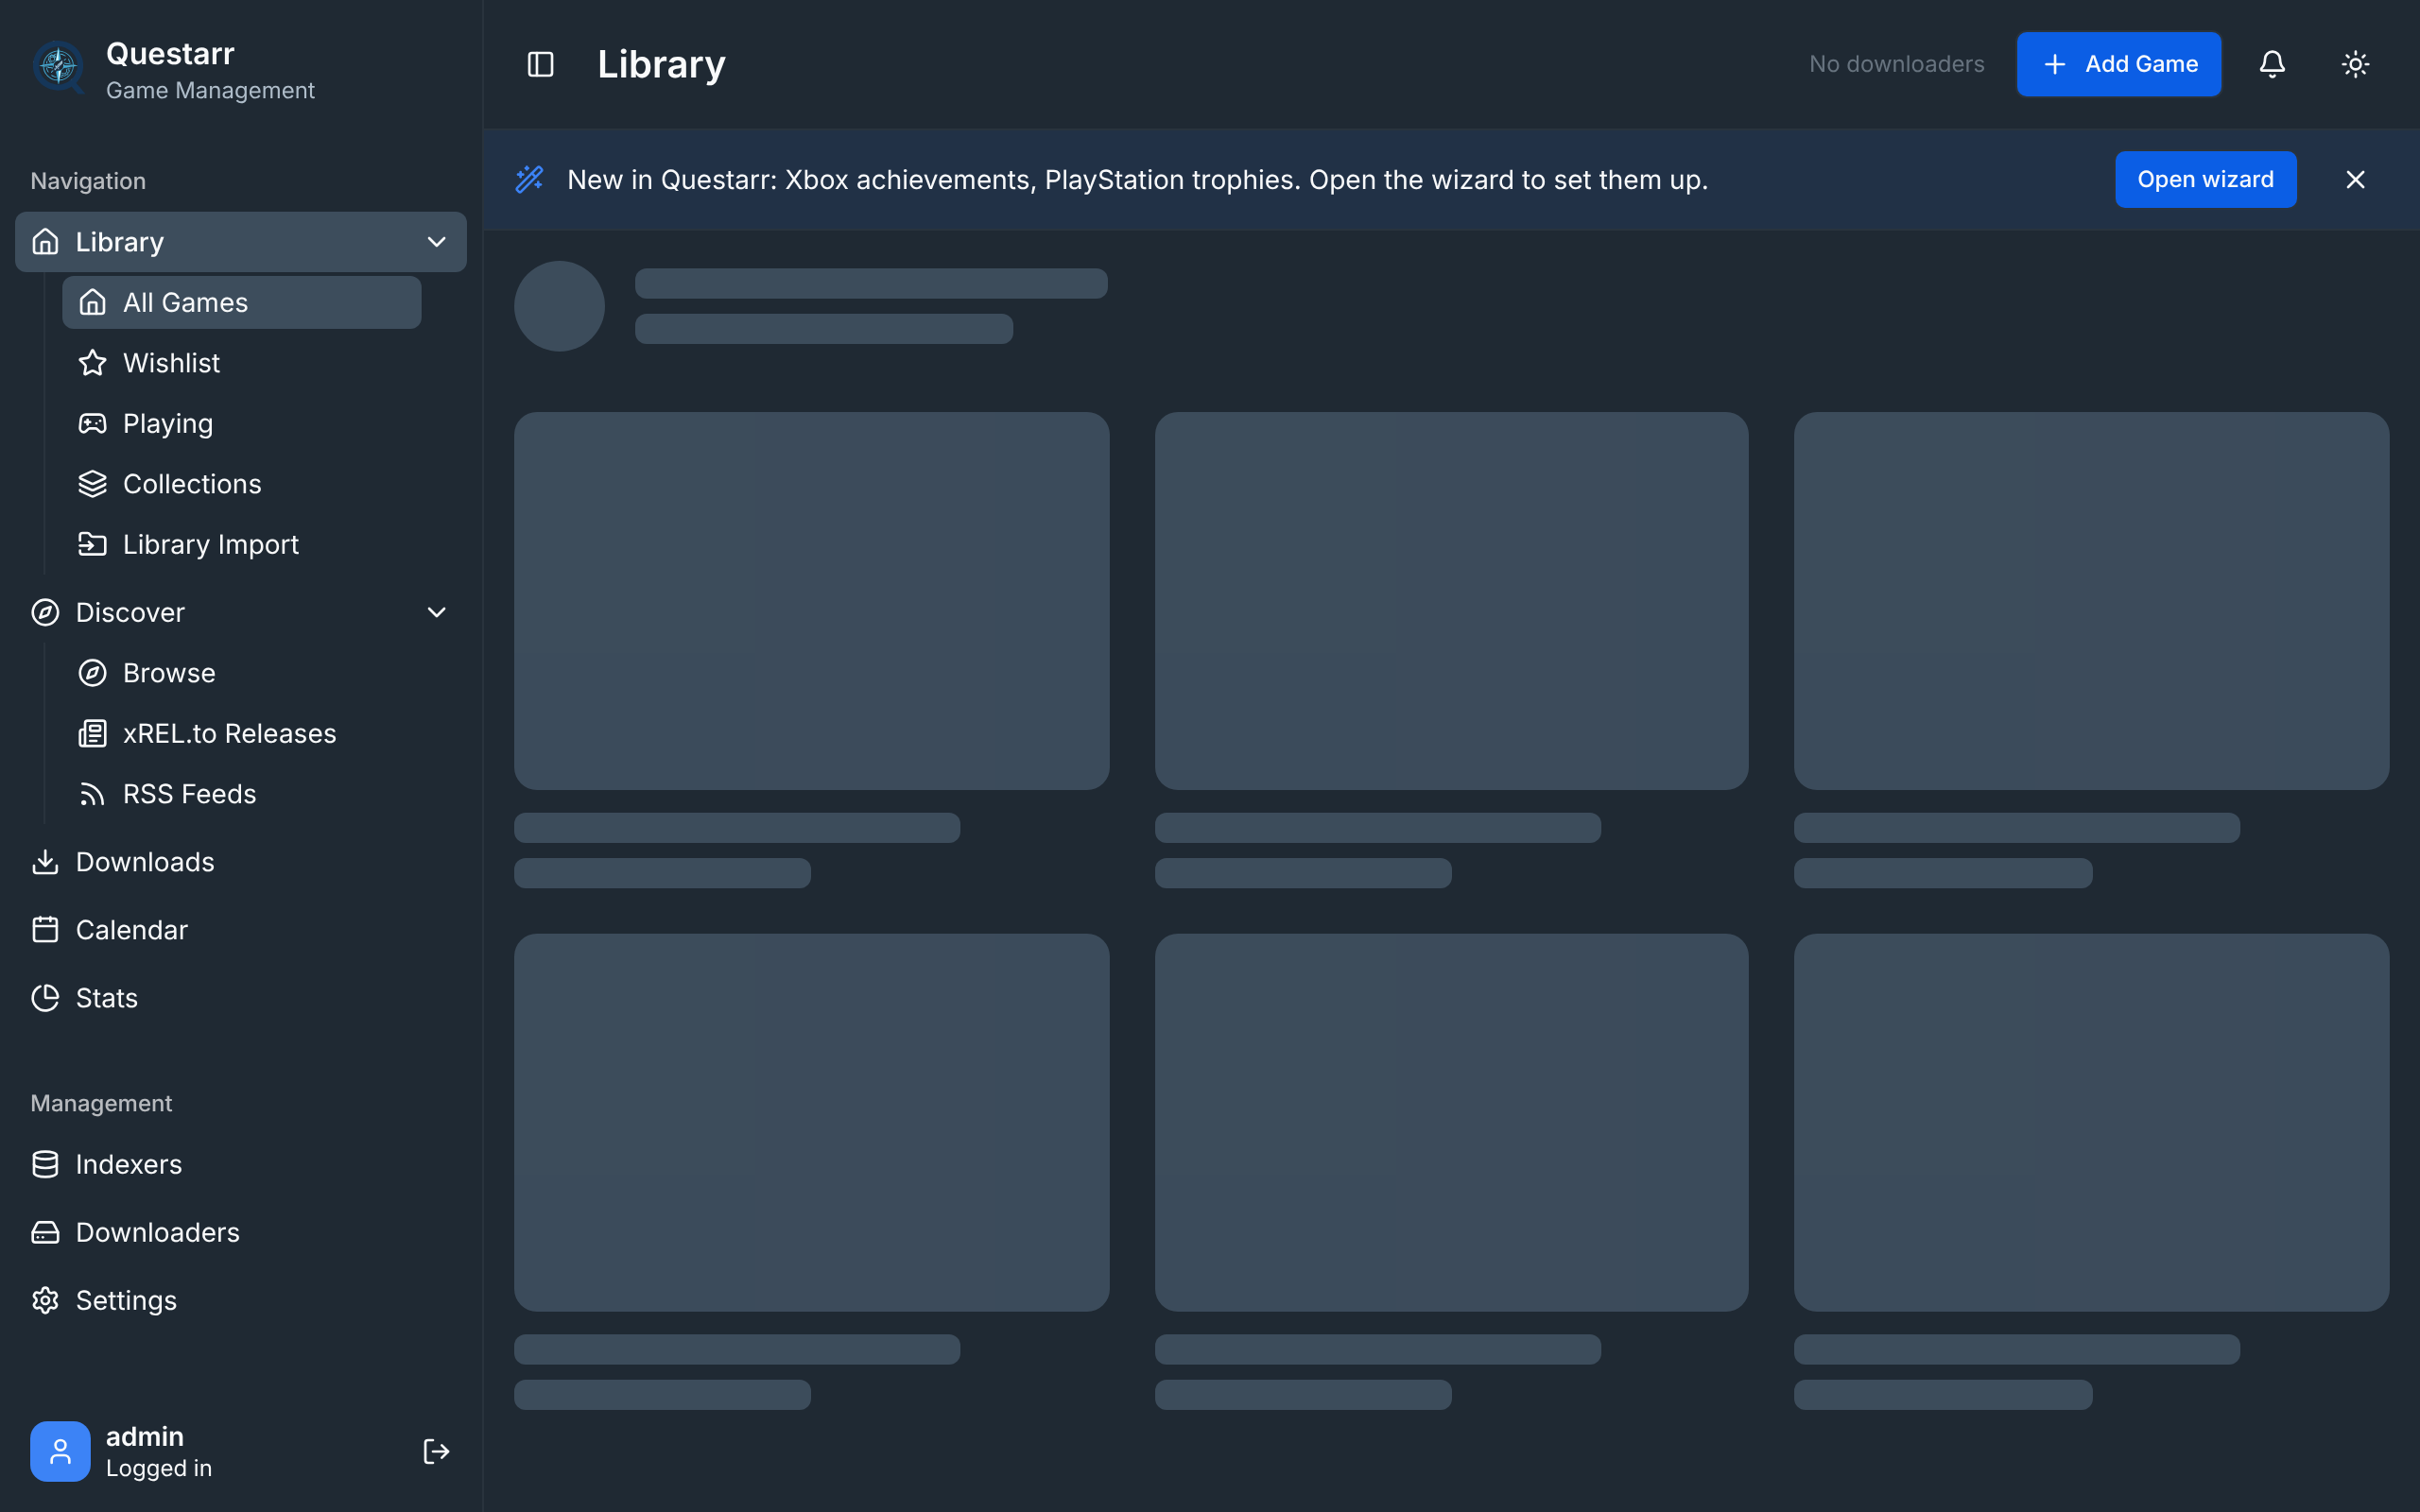 Questarr
Game Management
Navigation
Library
All Games
Wishlist
Playing
Collections
Library Import
Discover
Browse
xREL.to Releases
RSS Feeds
Downloads
Calendar
Stats
Management
Indexers
Downloaders
Settings
admin
Logged in
Library
No downloaders
Add Game
New in Questarr: Xbox achievements, PlayStation trophies. Open the wizard to set them up.
Open wizard